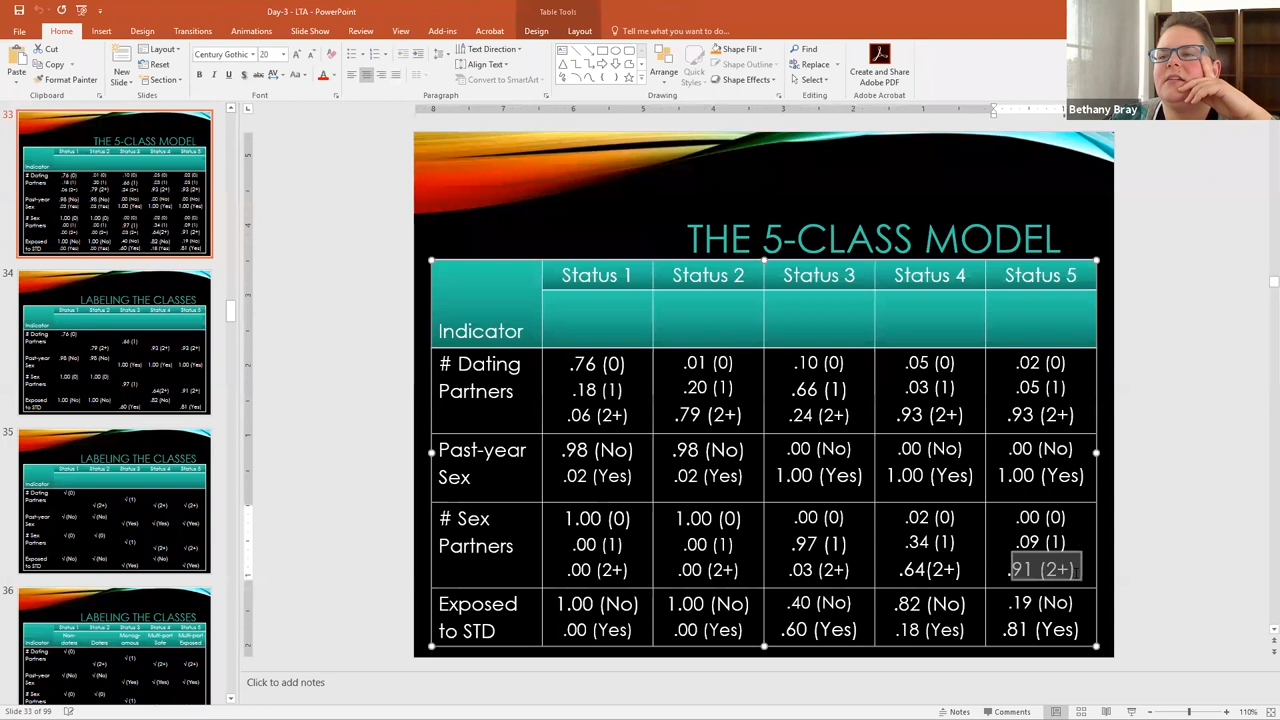 Day-3 - LTA - PowerPoint
Table Tools
File
Home
Insert
Design
Transitions
Animations
Slide Show
Review
View
Add-ins
Acrobat
Design
Layout
Tell me what you want to do...
Paste
Cut
Copy
Format Painter
Clipboard
New
Slide
Layout
Reset
Section
Slides
Century Gothic
20
Font
Paragraph
Text Direction
Align Text
Convert to SmartArt
Arrange
Quick
Styles
Shape Fill
Shape Outline
Shape Effects
Drawing
Find
Replace
Select
Editing
Create and Share
Adobe PDF
Adobe Acrobat
Bethany Bray
33
THE 5-CLASS MODEL
34
LABELING THE CLASSES
35
LABELING THE CLASSES
36
LABELING THE CLASSES
THE 5-CLASS MODEL
Indicator Status 1 Status 2 Status 3 Status 4 Status 5
# Dating .76 (0) .01 (0) .10 (0) .05 (0) .02 (0)
Partners .18 (1) .20 (1) .66 (1) .03 (1) .05 (1)
.06 (2+) .79 (2+) .24 (2+) .93 (2+) .93 (2+)
Past-year .98 (No) .98 (No) .00 (No) .00 (No) .00 (No)
Sex .02 (Yes) .02 (Yes) 1.00 (Yes) 1.00 (Yes) 1.00 (Yes)
# Sex 1.00 (0) 1.00 (0) .00 (0) .02 (0) .00 (0)
Partners .00 (1) .00 (1) .97 (1) .34 (1) .09 (1)
.00 (2+) .00 (2+) .03 (2+) .64(2+) .91 (2+)
Exposed 1.00 (No) 1.00 (No) .40 (No) .82 (No) .19 (No)
to STD .00 (Yes) .00 (Yes) .60 (Yes) .18 (Yes) .81 (Yes)
Click to add notes
Slide 33 of 99
Notes
Comments
110%